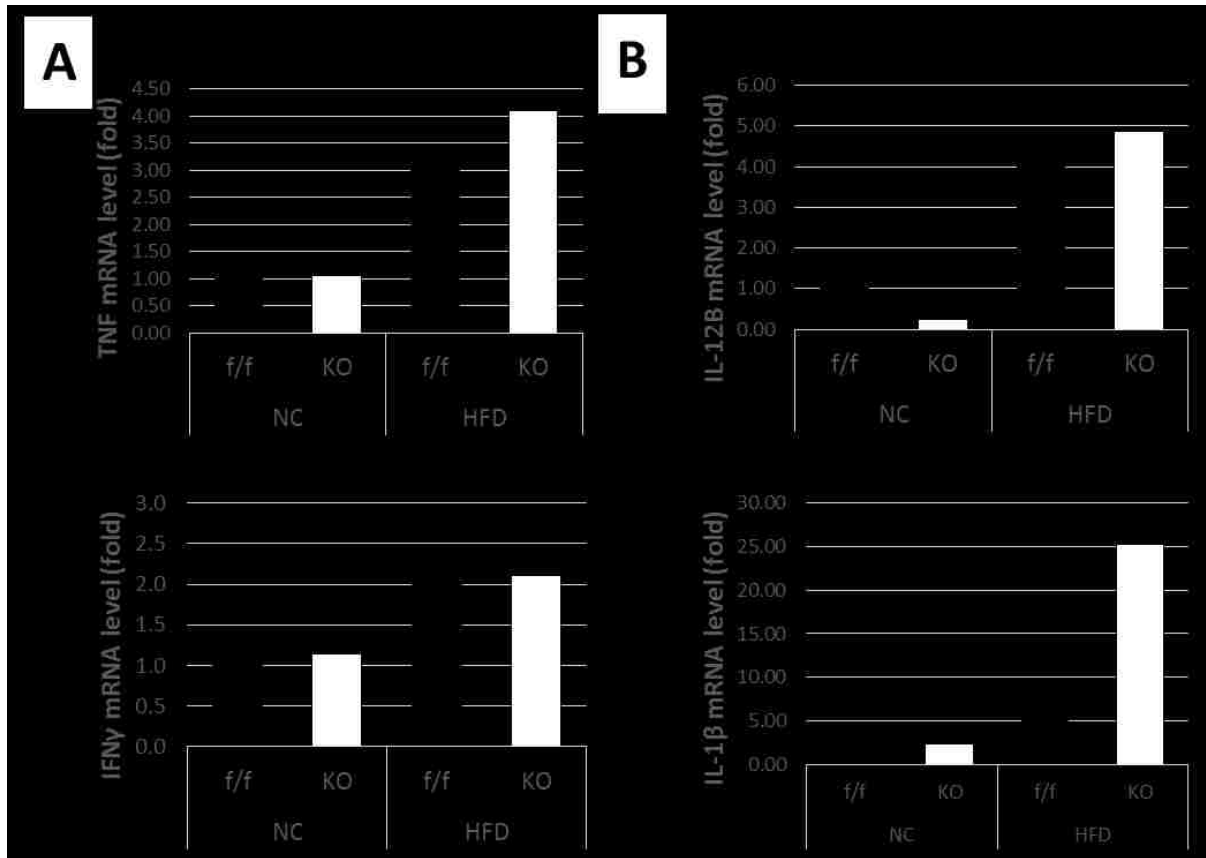 A
TNF mRNA level (fold)
4.50
4.00
3.50
3.00
2.50
2.00
1.50
1.00
0.50
0.00
f/f KO f/f KO
NC HFD
B
IL-12B mRNA level (fold)
6.00
5.00
4.00
3.00
2.00
1.00
0.00
f/f KO f/f KO
NC HFD
IFNγ mRNA level (fold)
3.0
2.5
2.0
1.5
1.0
0.5
0.0
f/f KO f/f KO
NC HFD
IL-1β mRNA level (fold)
30.00
25.00
20.00
15.00
10.00
5.00
0.00
f/f KO f/f KO
NC HFD